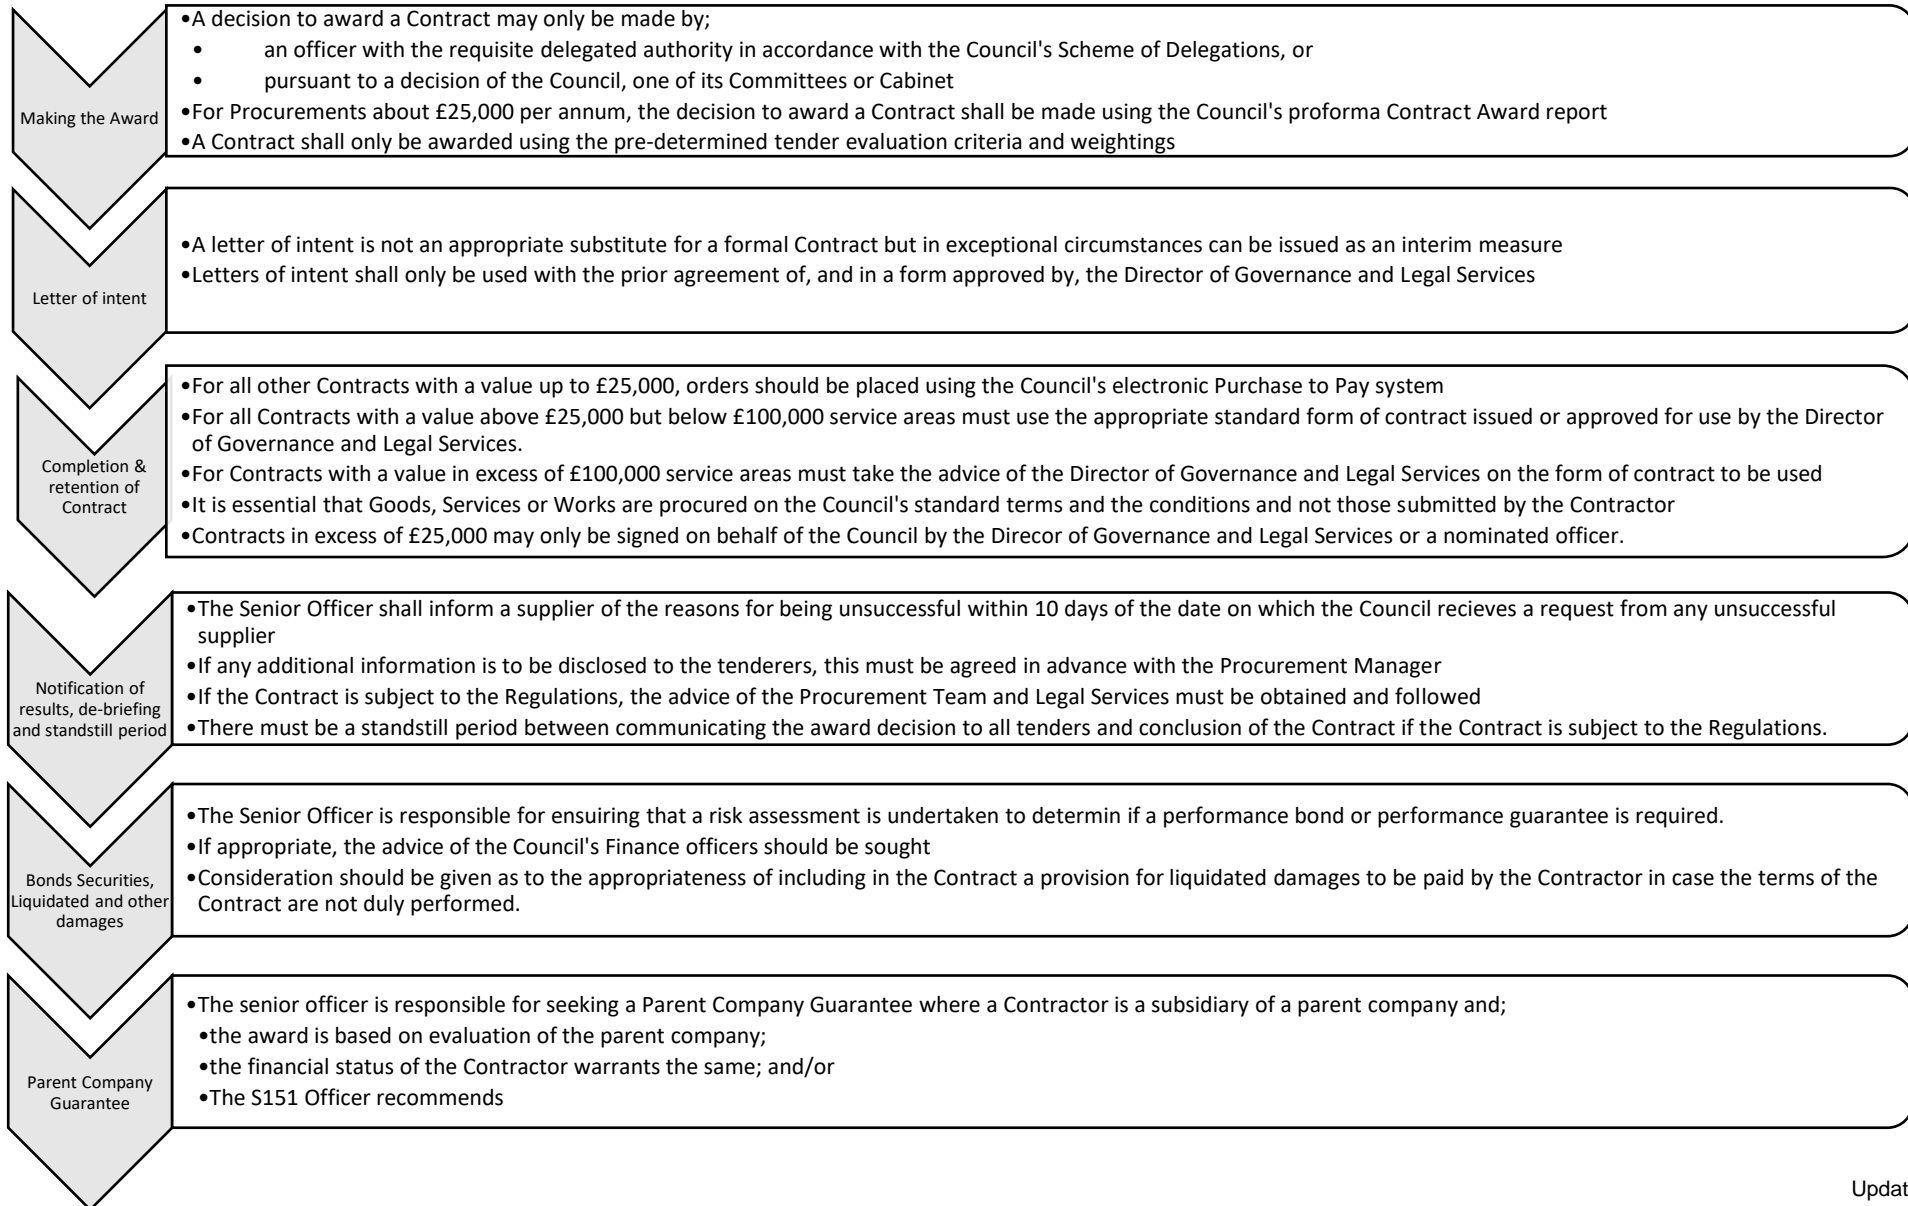 Making the Award
•A decision to award a Contract may only be made by;
• an officer with the requisite delegated authority in accordance with the Council's Scheme of Delegations, or
• pursuant to a decision of the Council, one of its Committees or Cabinet
•For Procurements about £25,000 per annum, the decision to award a Contract shall be made using the Council's proforma Contract Award report
•A Contract shall only be awarded using the pre-determined tender evaluation criteria and weightings
Letter of intent
•A letter of intent is not an appropriate substitute for a formal Contract but in exceptional circumstances can be issued as an interim measure
•Letters of intent shall only be used with the prior agreement of, and in a form approved by, the Director of Governance and Legal Services
Completion &
retention of
Contract
•For all other Contracts with a value up to £25,000, orders should be placed using the Council's electronic Purchase to Pay system
•For all Contracts with a value above £25,000 but below £100,000 service areas must use the appropriate standard form of contract issued or approved for use by the Director
of Governance and Legal Services.
•For Contracts with a value in excess of £100,000 service areas must take the advice of the Director of Governance and Legal Services on the form of contract to be used
•It is essential that Goods, Services or Works are procured on the Council's standard terms and the conditions and not those submitted by the Contractor
•Contracts in excess of £25,000 may only be signed on behalf of the Council by the Direcor of Governance and Legal Services or a nominated officer.
Notification of
results, de-briefing
and standstill period
•The Senior Officer shall inform a supplier of the reasons for being unsuccessful within 10 days of the date on which the Council recieves a request from any unsuccessful
supplier
•If any additional information is to be disclosed to the tenderers, this must be agreed in advance with the Procurement Manager
•If the Contract is subject to the Regulations, the advice of the Procurement Team and Legal Services must be obtained and followed
•There must be a standstill period between communicating the award decision to all tenders and conclusion of the Contract if the Contract is subject to the Regulations.
Bonds Securities,
Liquidated and other
damages
•The Senior Officer is responsible for ensuiring that a risk assessment is undertaken to determin if a performance bond or performance guarantee is required.
•If appropriate, the advice of the Council's Finance officers should be sought
•Consideration should be given as to the appropriateness of including in the Contract a provision for liquidated damages to be paid by the Contractor in case the terms of the
Contract are not duly performed.
Parent Company
Guarantee
•The senior officer is responsible for seeking a Parent Company Guarantee where a Contractor is a subsidiary of a parent company and;
•the award is based on evaluation of the parent company;
•the financial status of the Contractor warrants the same; and/or
•The S151 Officer recommends
Updat